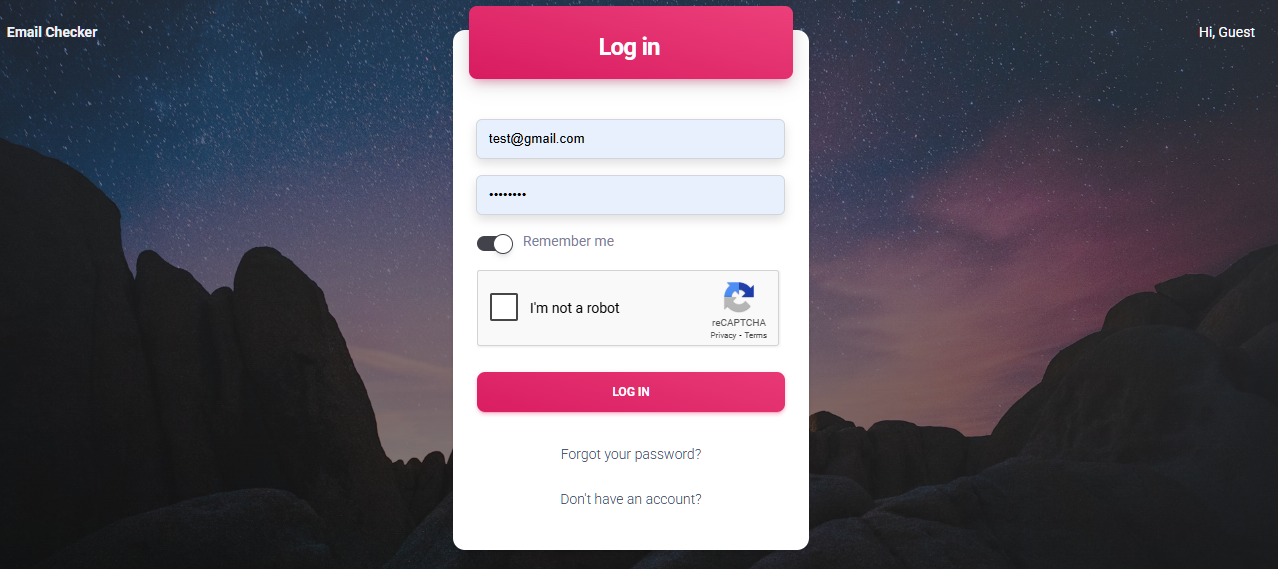 Email Checker
Hi, Guest
Log in
test@gmail.com
••••••••
Remember me
I'm not a robot
reCAPTCHA
Privacy - Terms
LOG IN
Forgot your password?
Don't have an account?